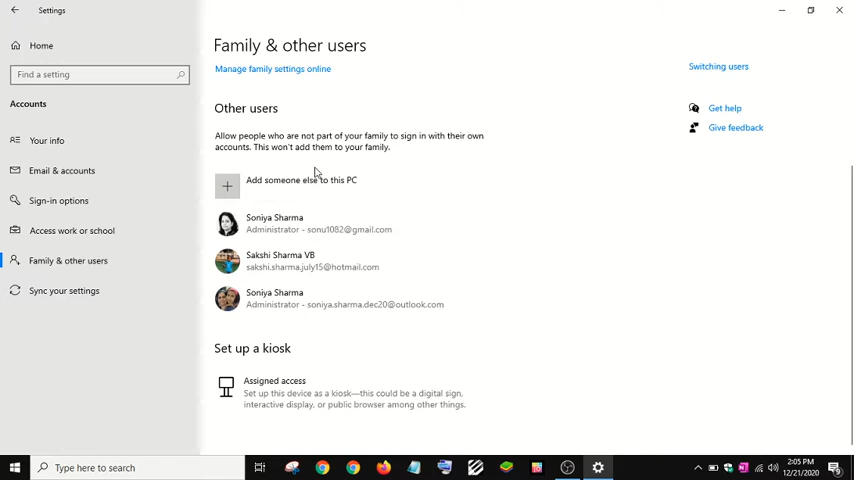 Settings
Home
Find a setting
Accounts
Your info
Email & accounts
Sign-in options
Access work or school
Family & other users
Sync your settings
Family & other users
Manage family settings online
Other users
Allow people who are not part of your family to sign in with their own
accounts. This won't add them to your family.
Add someone else to this PC
Soniya Sharma
Administrator - sonu1082@gmail.com
Sakshi Sharma VB
sakshi.sharma.july15@hotmail.com
Soniya Sharma
Administrator - soniya.sharma.dec20@outlook.com
Set up a kiosk
Assigned access
Set up this device as a kiosk—this could be a digital sign,
interactive display, or public browser among other things.
Switching users
Get help
Give feedback
Type here to search
2:05 PM
12/21/2020